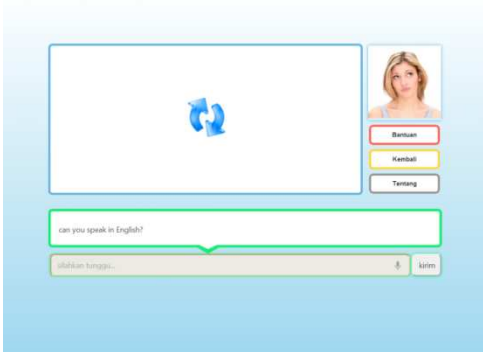 Bantuan
Kembali
Tentang
can you speak in English?
silahkan tunggu...
kirim